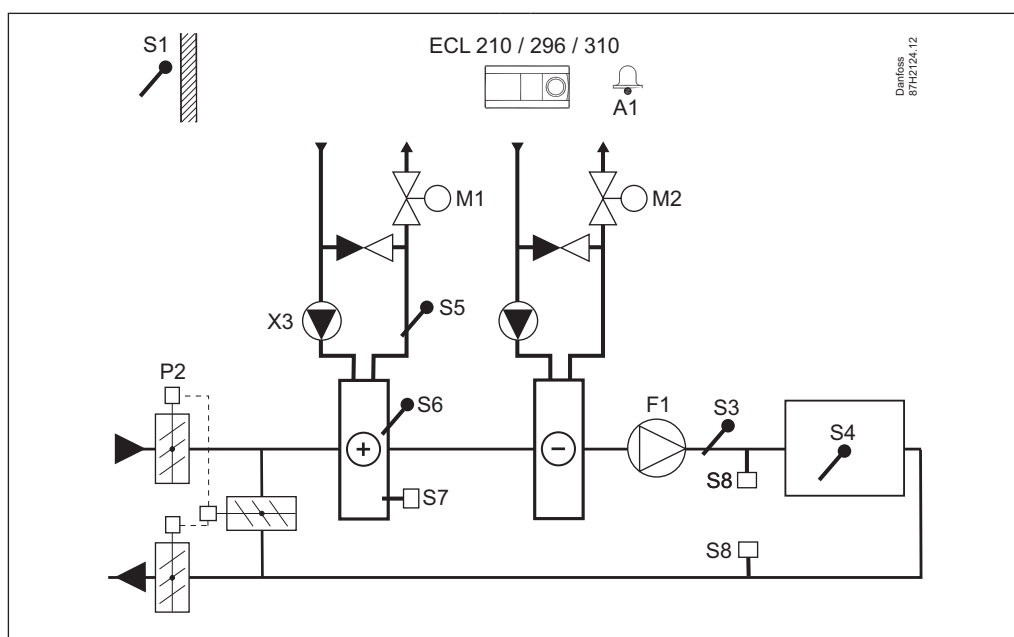 S1
ECL 210 / 296 / 310
A1
Danfoss
87H2124.12
M1
M2
X3
S5
P2
S6
F1
S3
S4
S7
S8
S8
+
−